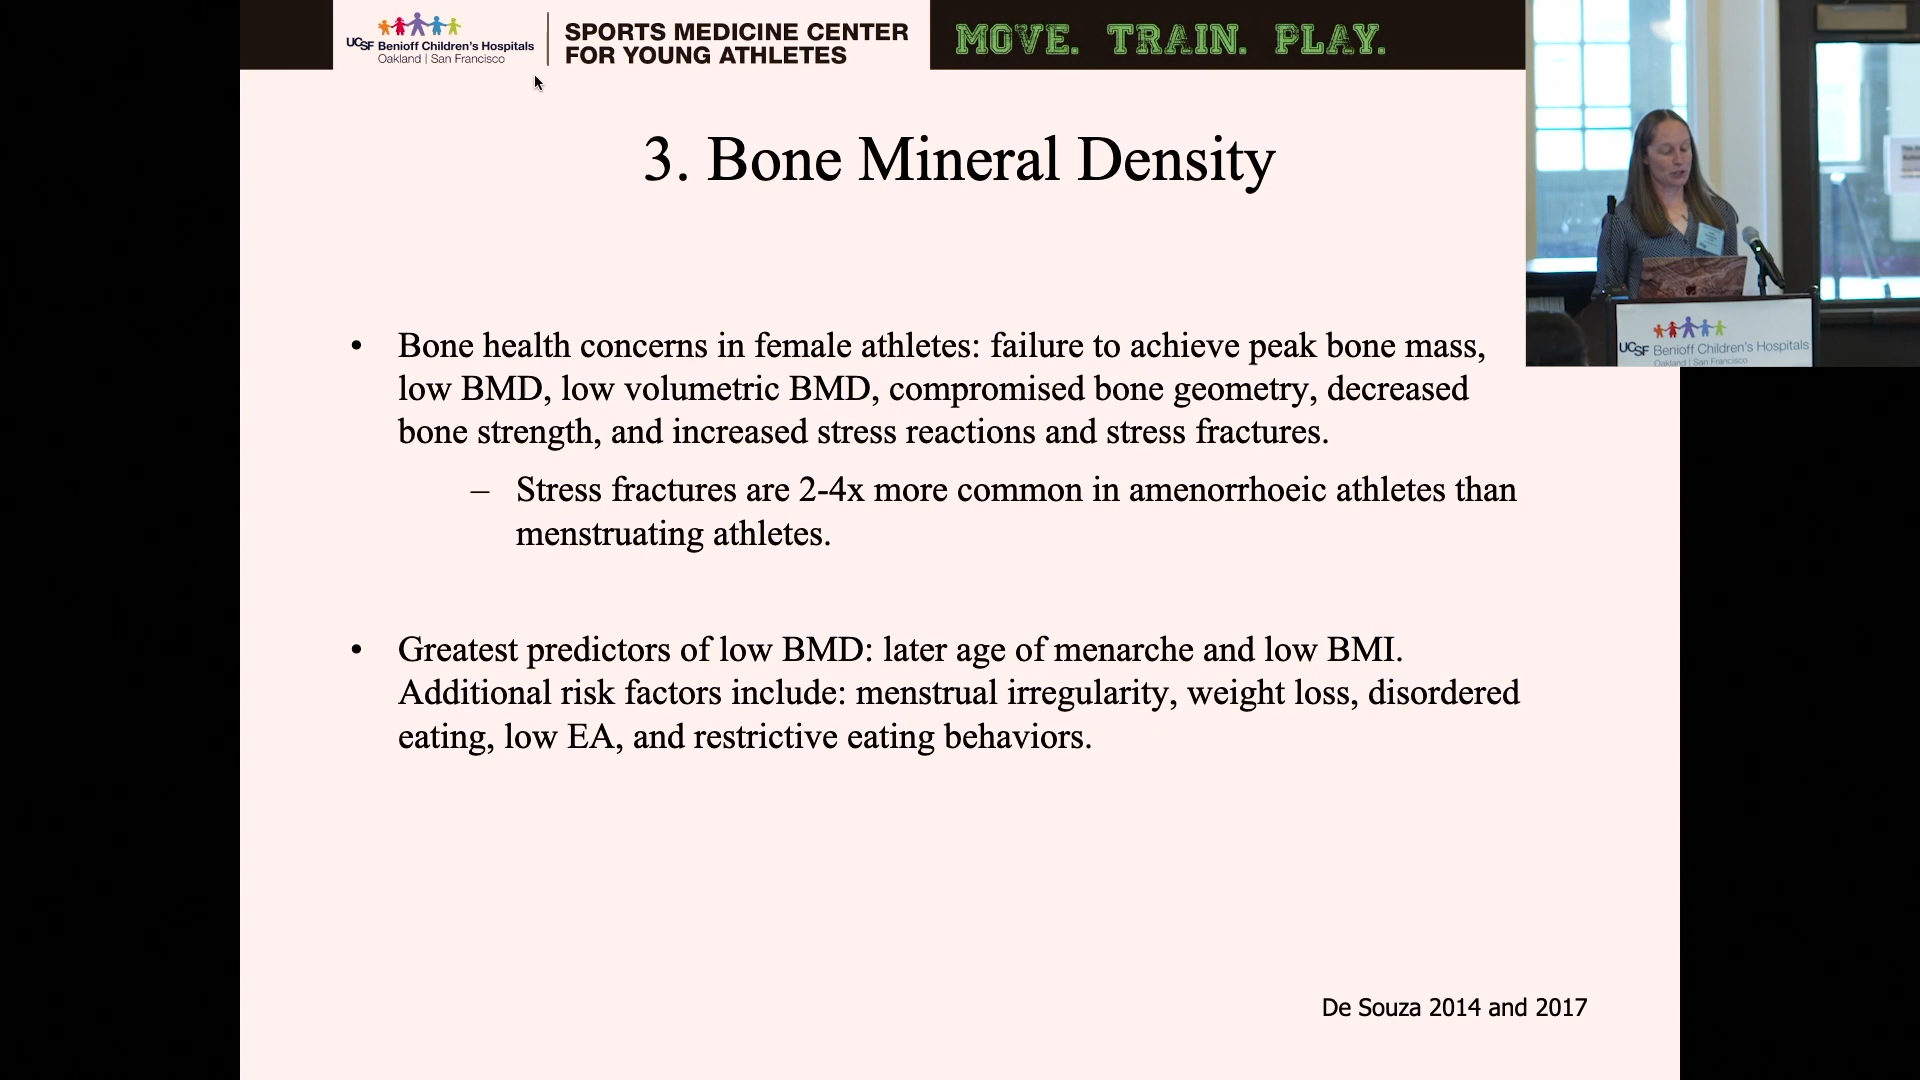 UCSF Benioff Children's Hospitals
Oakland | San Francisco
SPORTS MEDICINE CENTER
FOR YOUNG ATHLETES
MOVE. TRAIN. PLAY.
3. Bone Mineral Density
• Bone health concerns in female athletes: failure to achieve peak bone mass,
low BMD, low volumetric BMD, compromised bone geometry, decreased
bone strength, and increased stress reactions and stress fractures.
– Stress fractures are 2-4x more common in amenorrhoeic athletes than
menstruating athletes.
• Greatest predictors of low BMD: later age of menarche and low BMI.
Additional risk factors include: menstrual irregularity, weight loss, disordered
eating, low EA, and restrictive eating behaviors.
De Souza 2014 and 2017
UCSF Benioff Children's Hospitals
Oakland | San Francisco